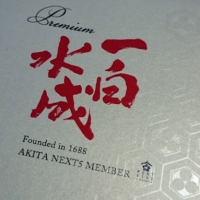 Premium
一白
水成
Founded in 1688
AKITA NEXT5 MEMBER